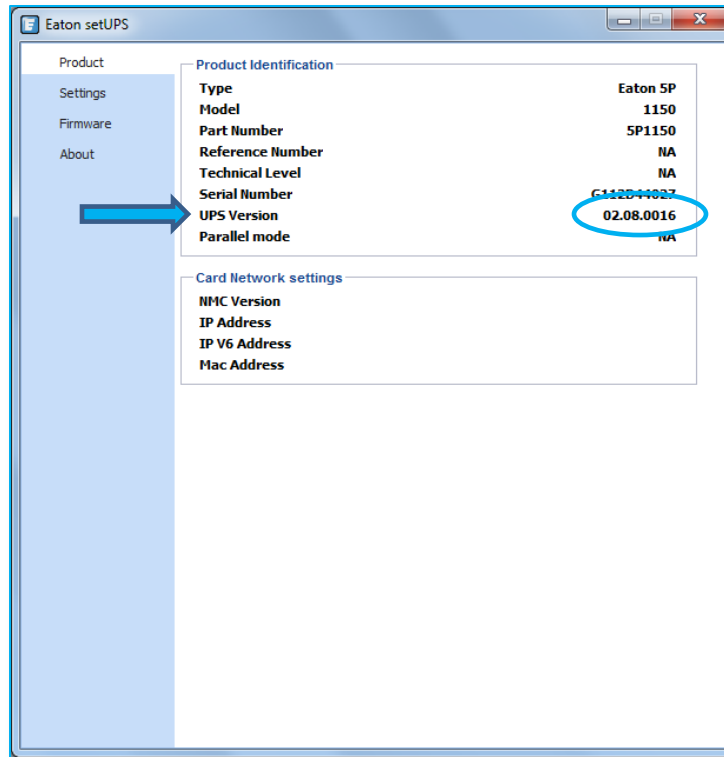 Eaton setUPS
Product
Settings
Firmware
About
Product Identification
Type Eaton 5P
Model 1150
Part Number 5P1150
Reference Number NA
Technical Level NA
Serial Number
UPS Version 02.08.0016
Parallel mode NA
Card Network settings
NMC Version
IP Address
IP V6 Address
Mac Address